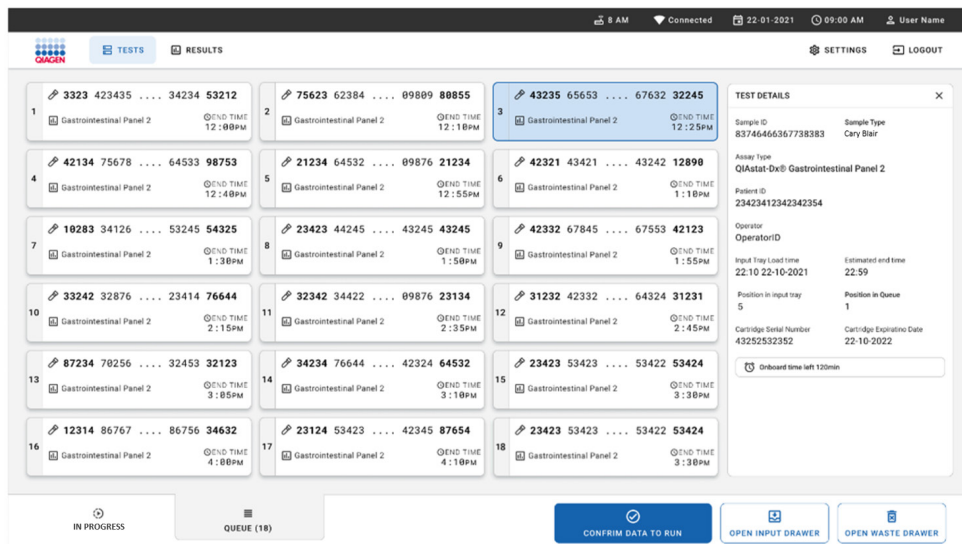 8 AM Connected 22-01-2021 09:00 AM User Name
QIAGEN TESTS RESULTS SETTINGS LOGOUT
1 3323 423435 .... 34234 53212
Gastrointestinal Panel 2 END TIME
12:00PM
2 75623 62384 .... 09809 80855
Gastrointestinal Panel 2 END TIME
12:10PM
3 43235 65653 .... 67632 32245
Gastrointestinal Panel 2 END TIME
12:25PM
4 42134 75678 .... 64533 98753
Gastrointestinal Panel 2 END TIME
12:40PM
5 21234 64532 .... 09876 21234
Gastrointestinal Panel 2 END TIME
12:55PM
6 42321 43421 .... 43242 12890
Gastrointestinal Panel 2 END TIME
1:10PM
7 10283 34126 .... 53245 54325
Gastrointestinal Panel 2 END TIME
1:30PM
8 23423 44245 .... 43245 43245
Gastrointestinal Panel 2 END TIME
1:50PM
9 42332 67845 .... 67553 42123
Gastrointestinal Panel 2 END TIME
1:55PM
10 33242 32876 .... 23414 76644
Gastrointestinal Panel 2 END TIME
2:15PM
11 32342 34422 .... 09876 23134
Gastrointestinal Panel 2 END TIME
2:35PM
12 31232 42332 .... 64324 31231
Gastrointestinal Panel 2 END TIME
2:45PM
13 87234 70256 .... 32453 32123
Gastrointestinal Panel 2 END TIME
3:05PM
14 34234 76644 .... 42324 64532
Gastrointestinal Panel 2 END TIME
3:10PM
15 23423 53423 .... 53422 53424
Gastrointestinal Panel 2 END TIME
3:30PM
16 12314 86767 .... 86756 34632
Gastrointestinal Panel 2 END TIME
4:00PM
17 23124 53423 .... 42345 87654
Gastrointestinal Panel 2 END TIME
4:10PM
18 23423 53423 .... 53422 53424
Gastrointestinal Panel 2 END TIME
3:30PM
TEST DETAILS
Sample ID Sample Type
83746466367738383 Cary Blair
Assay Type
QIAstat-Dx® Gastrointestinal Panel 2
Patient ID
23423412342342354
Operator
OperatorID
Input Tray Load time Estimated end time
22:10 22-10-2021 22:59
Position in input tray Position in Queue
5 1
Cartridge Serial Number Cartridge Expiratino Date
43252532352 22-10-2022
Onboard time left 120min
IN PROGRESS QUEUE (18) CONFRIM DATA TO RUN OPEN INPUT DRAWER OPEN WASTE DRAWER